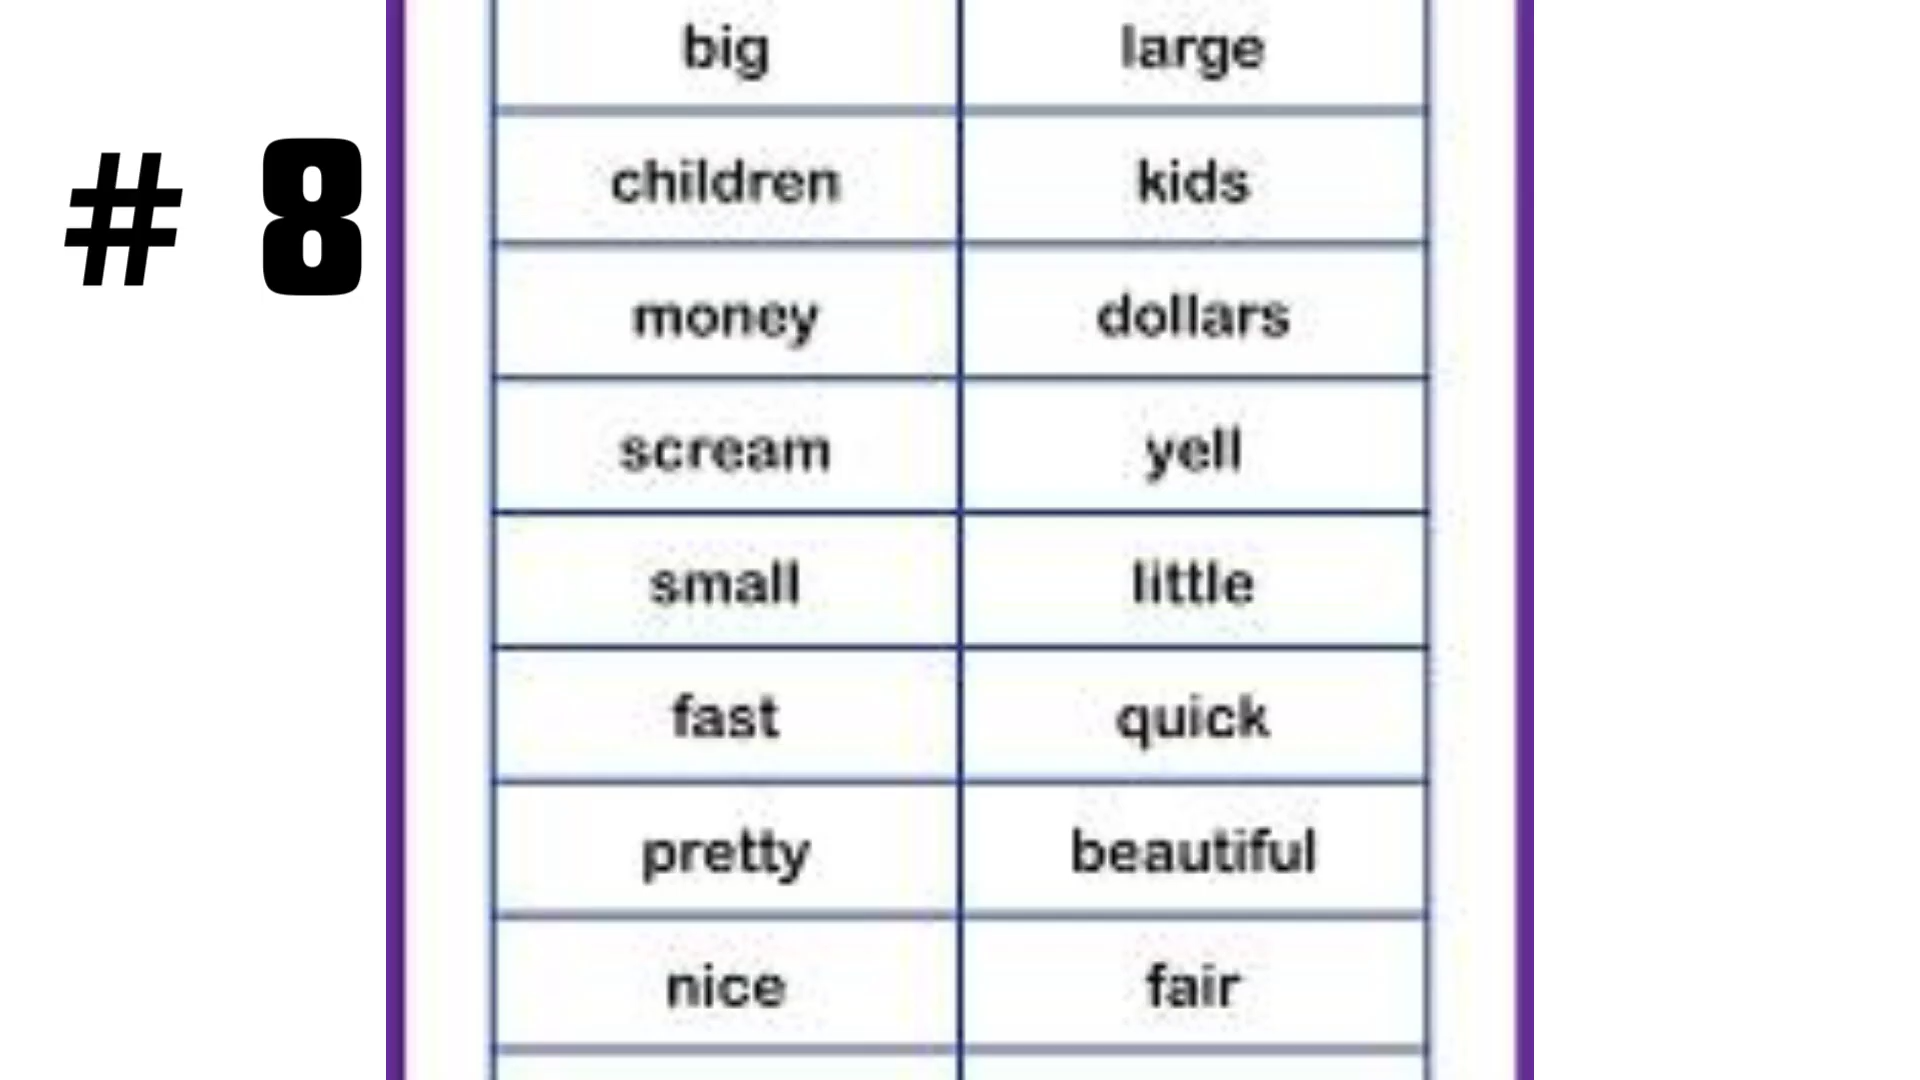 # 8
big large
children kids
money dollars
scream yell
small little
fast quick
pretty beautiful
nice fair